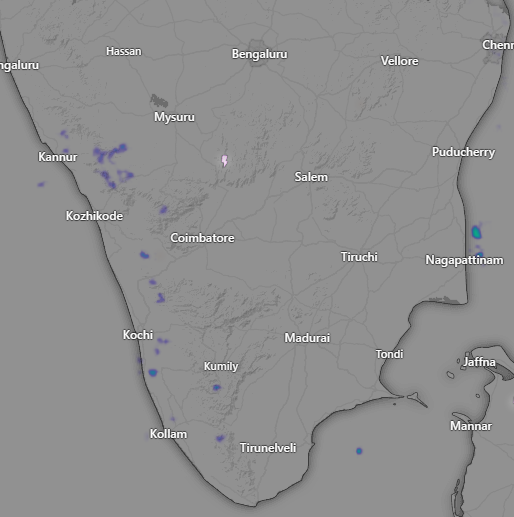 Hassan
Bengaluru
Chenn
Vellore
ngaluru
Mysuru
Kannur
Puducherry
Salem
Kozhikode
Coimbatore
Tiruchi
Nagapattinam
Kochi
Madurai
Tondi
Jaffna
Kumily
Mannar
Kollam
Tirunelveli